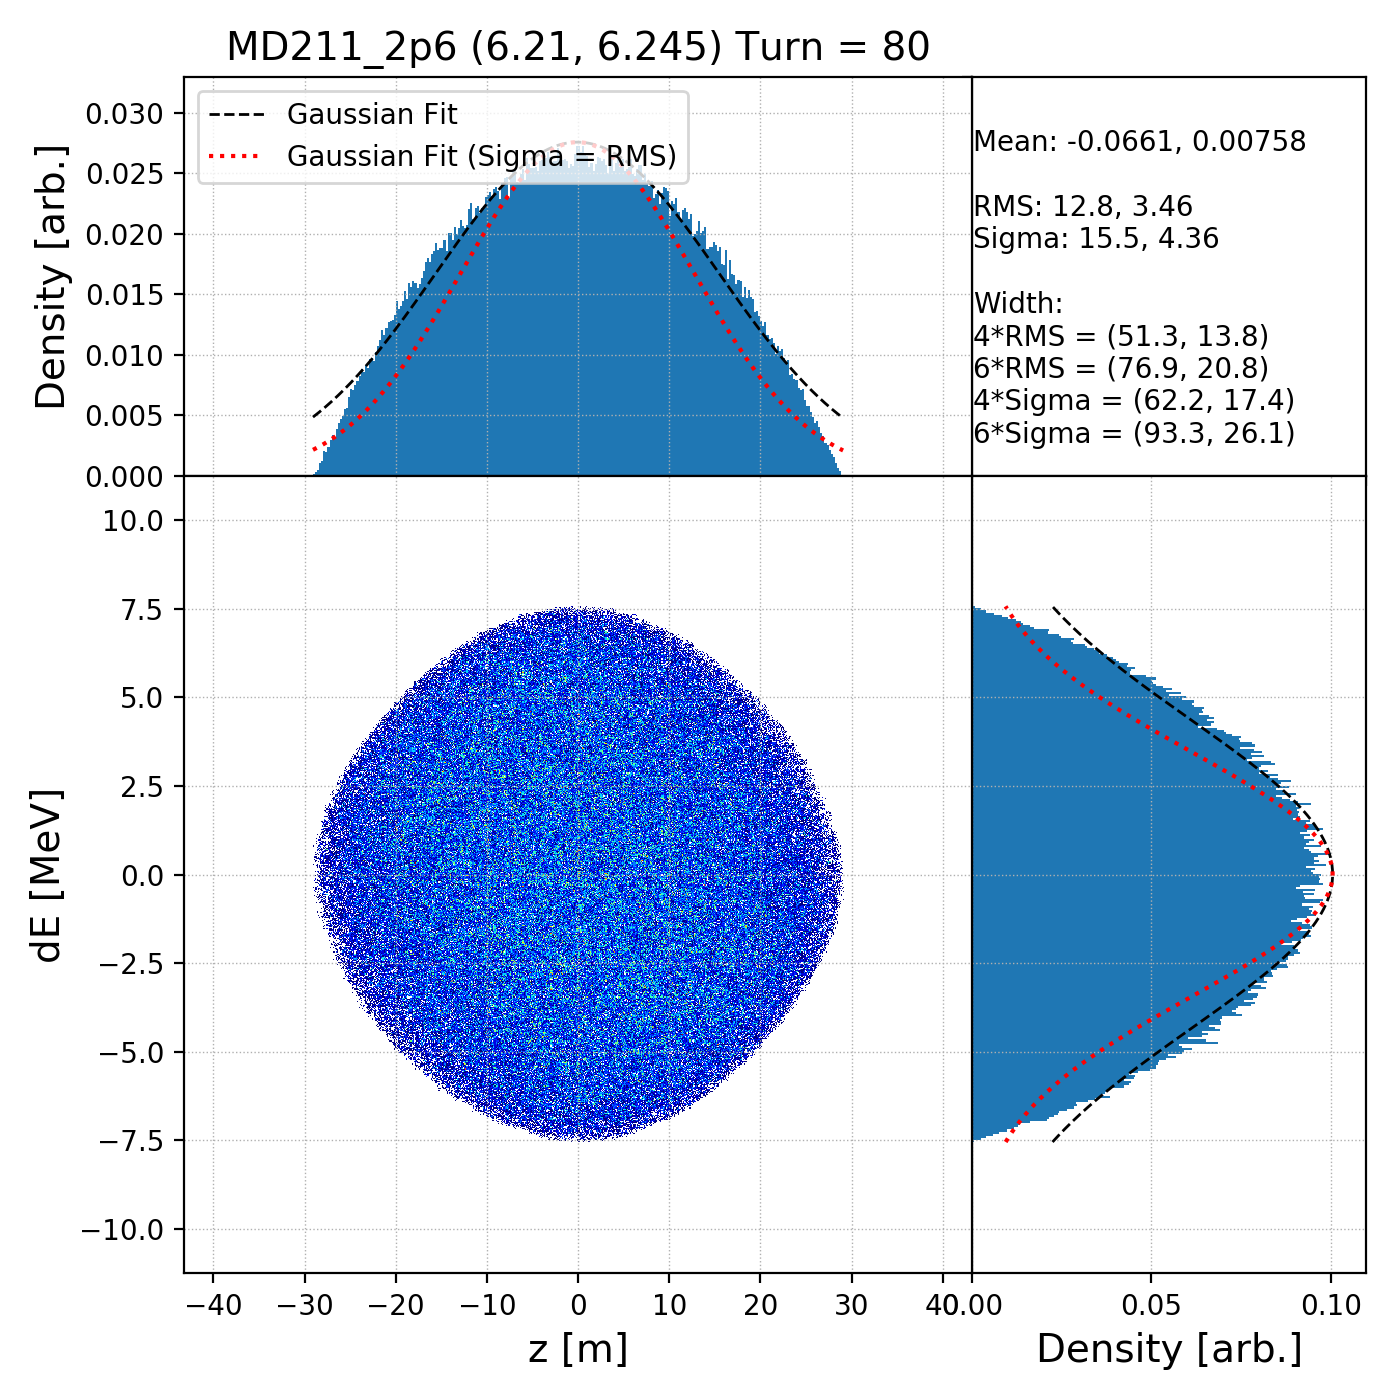 MD211_2p6 (6.21, 6.245) Turn = 80
Gaussian Fit
Gaussian Fit (Sigma = RMS)
Density [arb.]
0.030
0.025
0.020
0.015
0.010
0.005
0.000
Mean: -0.0661, 0.00758
RMS: 12.8, 3.46
Sigma: 15.5, 4.36
Width:
4*RMS = (51.3, 13.8)
6*RMS = (76.9, 20.8)
4*Sigma = (62.2, 17.4)
6*Sigma = (93.3, 26.1)
dE [MeV]
10.0
7.5
5.0
2.5
0.0
−2.5
−5.0
−7.5
−10.0
−40 −30 −20 −10 0 10 20 30 40
z [m]
0.00 0.05 0.10
Density [arb.]